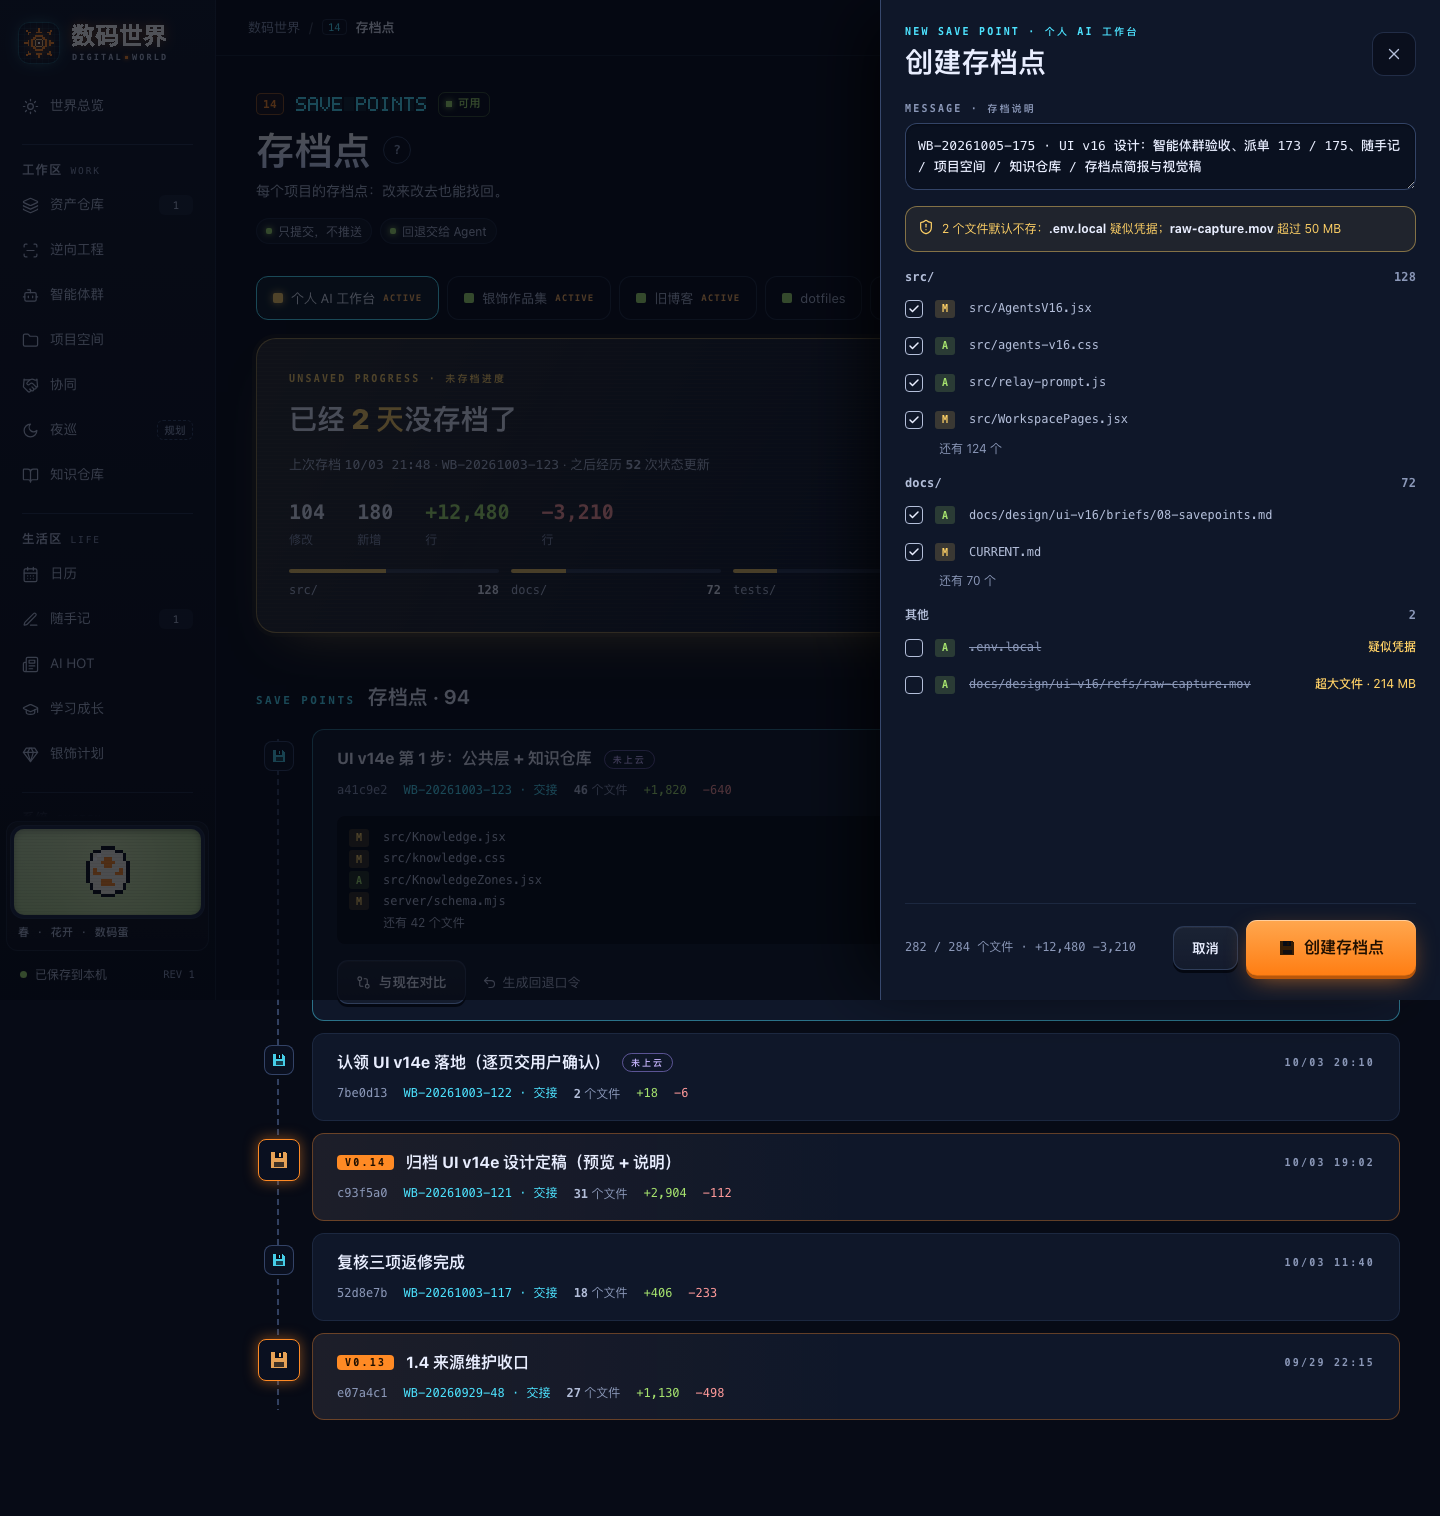 数码世界
DIGITAL WORLD
世界总览
工作区 WORK
资产仓库 1
逆向工程
智能体群
项目空间
协同
夜巡 规划
知识仓库
生活区 LIFE
日历
随手记 1
AI HOT
学习成长
银饰计划
春 · 花开 · 数码蛋
已保存到本机 REV 1
数码世界 / 14 存档点
14 SAVE POINTS 可用
存档点 ?
每个项目的存档点：改来改去也能找回。
只提交，不推送 回退交给 Agent
个人 AI 工作台 ACTIVE 银饰作品集 ACTIVE 旧博客 ACTIVE dotfiles
UNSAVED PROGRESS · 未存档进度
已经 2 天没存档了
上次存档 10/03 21:48 · WB-20261003-123 · 之后经历 52 次状态更新
104 180 +12,480 -3,210
修改 新增 行 行
src/ 128 docs/ 72 tests/
SAVE POINTS 存档点 · 94
UI v14e 第 1 步：公共层 + 知识仓库 未上云
a41c9e2 WB-20261003-123 · 交接 46 个文件 +1,820 -640
M src/Knowledge.jsx
M src/knowledge.css
A src/KnowledgeZones.jsx
M server/schema.mjs
还有 42 个文件
与现在对比 生成回退口令
认领 UI v14e 落地（逐页交用户确认） 未上云 10/03 20:10
7be0d13 WB-20261003-122 · 交接 2 个文件 +18 -6
V0.14 归档 UI v14e 设计定稿（预览 + 说明） 10/03 19:02
c93f5a0 WB-20261003-121 · 交接 31 个文件 +2,904 -112
复核三项返修完成 10/03 11:40
52d8e7b WB-20261003-117 · 交接 18 个文件 +406 -233
V0.13 1.4 来源维护收口 09/29 22:15
e07a4c1 WB-20260929-48 · 交接 27 个文件 +1,130 -498
NEW SAVE POINT · 个人 AI 工作台
创建存档点
MESSAGE · 存档说明
WB-20261005-175 · UI v16 设计：智能体群验收、派单 173 / 175、随手记
/ 项目空间 / 知识仓库 / 存档点简报与视觉稿
2 个文件默认不存：.env.local 疑似凭据；raw-capture.mov 超过 50 MB
src/ 128
M src/AgentsV16.jsx
A src/agents-v16.css
A src/relay-prompt.js
M src/WorkspacePages.jsx
还有 124 个
docs/ 72
A docs/design/ui-v16/briefs/08-savepoints.md
M CURRENT.md
还有 70 个
其他 2
A .env.local 疑似凭据
A docs/design/ui-v16/refs/raw-capture.mov 超大文件 · 214 MB
282 / 284 个文件 · +12,480 -3,210 取消 创建存档点